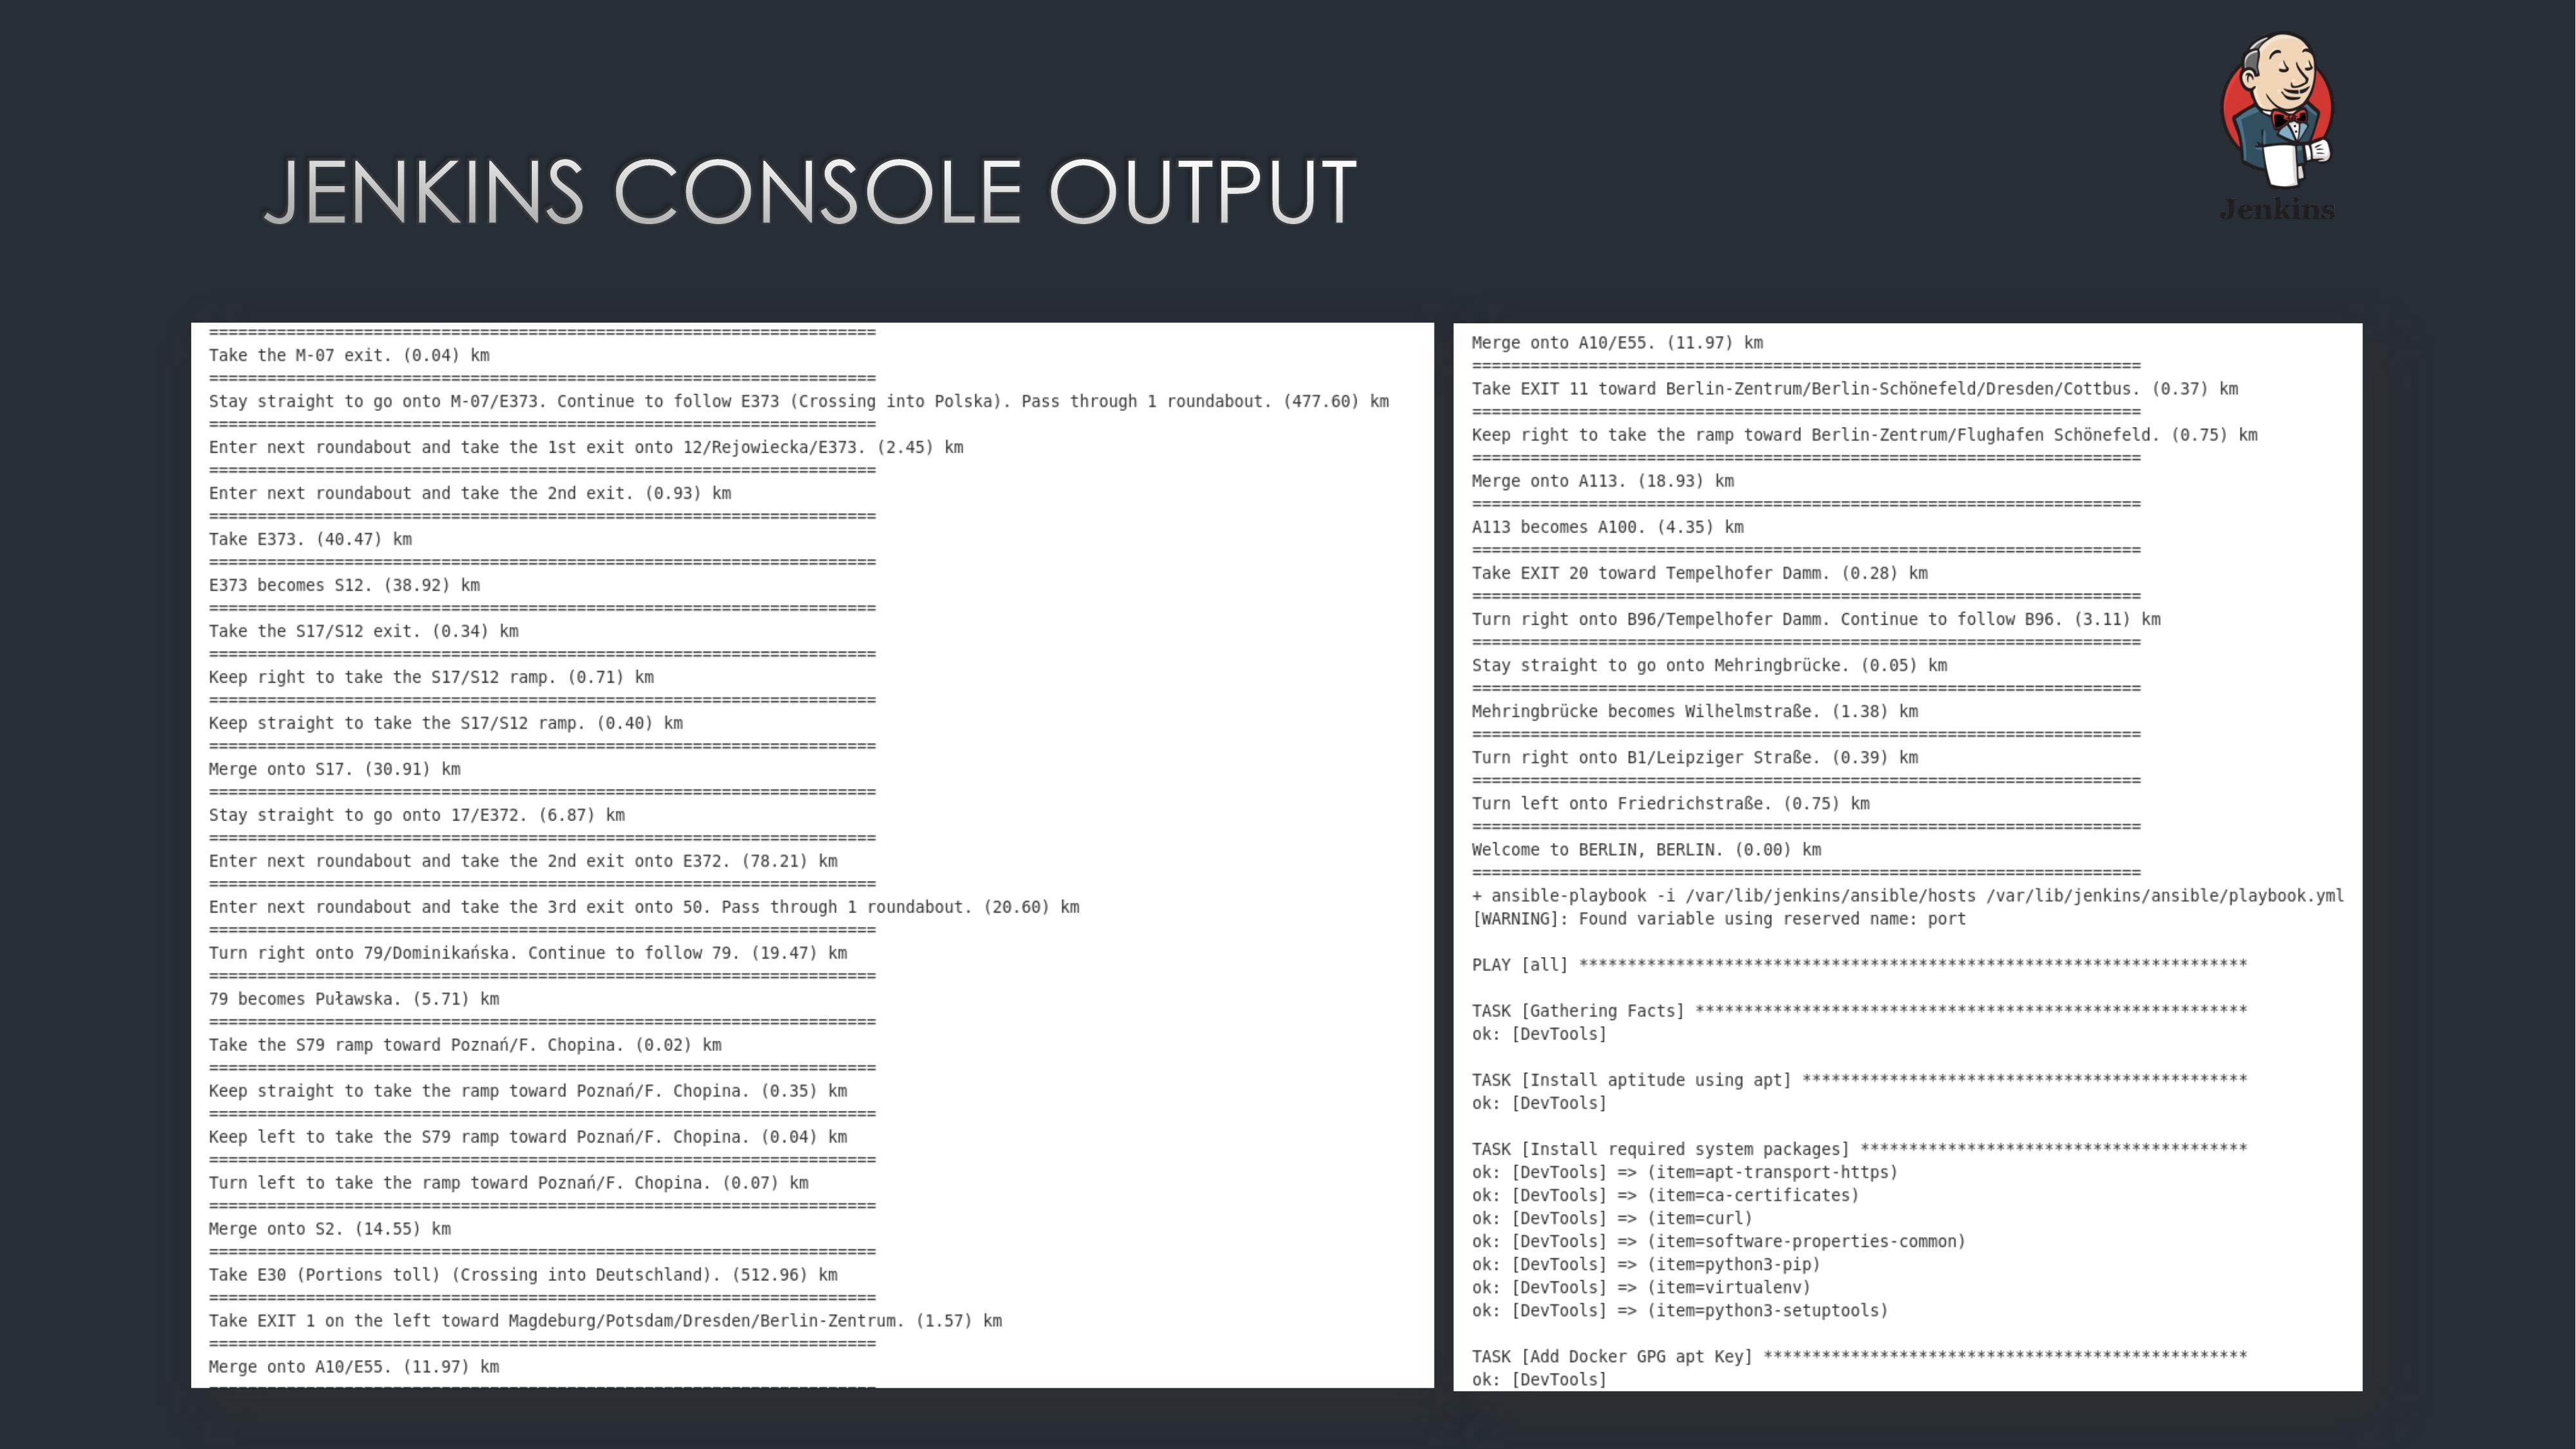 JENKINS CONSOLE OUTPUT
Jenkins
=====================================================================
Take the M-07 exit. (0.04) km
=====================================================================
Stay straight to go onto M-07/E373. Continue to follow E373 (Crossing into Polska). Pass through 1 roundabout. (477.60) km
=====================================================================
Enter next roundabout and take the 1st exit onto 12/Rejowiecka/E373. (2.45) km
=====================================================================
Enter next roundabout and take the 2nd exit. (0.93) km
=====================================================================
Take E373. (40.47) km
=====================================================================
E373 becomes S12. (38.92) km
=====================================================================
Take the S17/S12 exit. (0.34) km
=====================================================================
Keep right to take the S17/S12 ramp. (0.71) km
=====================================================================
Keep straight to take the S17/S12 ramp. (0.40) km
=====================================================================
Merge onto S17. (30.91) km
=====================================================================
Stay straight to go onto 17/E372. (6.87) km
=====================================================================
Enter next roundabout and take the 2nd exit onto E372. (78.21) km
=====================================================================
Enter next roundabout and take the 3rd exit onto 50. Pass through 1 roundabout. (20.60) km
=====================================================================
Turn right onto 79/Dominikańska. Continue to follow 79. (19.47) km
=====================================================================
79 becomes Puławska. (5.71) km
=====================================================================
Take the S79 ramp toward Poznań/F. Chopina. (0.02) km
=====================================================================
Keep straight to take the ramp toward Poznań/F. Chopina. (0.35) km
=====================================================================
Keep left to take the S79 ramp toward Poznań/F. Chopina. (0.04) km
=====================================================================
Turn left to take the ramp toward Poznań/F. Chopina. (0.07) km
=====================================================================
Merge onto S2. (14.55) km
=====================================================================
Take E30 (Portions toll) (Crossing into Deutschland). (512.96) km
=====================================================================
Take EXIT 1 on the left toward Magdeburg/Potsdam/Dresden/Berlin-Zentrum. (1.57) km
=====================================================================
Merge onto A10/E55. (11.97) km
=====================================================================
Merge onto A10/E55. (11.97) km
=====================================================================
Take EXIT 11 toward Berlin-Zentrum/Berlin-Schönefeld/Dresden/Cottbus. (0.37) km
=====================================================================
Keep right to take the ramp toward Berlin-Zentrum/Flughafen Schönefeld. (0.75) km
=====================================================================
Merge onto A113. (18.93) km
=====================================================================
A113 becomes A100. (4.35) km
=====================================================================
Take EXIT 20 toward Tempelhofer Damm. (0.28) km
=====================================================================
Turn right onto B96/Tempelhofer Damm. Continue to follow B96. (3.11) km
=====================================================================
Stay straight to go onto Mehringbrücke. (0.05) km
=====================================================================
Mehringbrücke becomes Wilhelmstraße. (1.38) km
=====================================================================
Turn right onto B1/Leipziger Straße. (0.39) km
=====================================================================
Turn left onto Friedrichstraße. (0.75) km
=====================================================================
Welcome to BERLIN, BERLIN. (0.00) km
=====================================================================
+ ansible-playbook -i /var/lib/jenkins/ansible/hosts /var/lib/jenkins/ansible/playbook.yml
[WARNING]: Found variable using reserved name: port
PLAY [all] *********************************************************************
TASK [Gathering Facts] *********************************************************
ok: [DevTools]
TASK [Install aptitude using apt] **********************************************
ok: [DevTools]
TASK [Install required system packages] ****************************************
ok: [DevTools] => (item=apt-transport-https)
ok: [DevTools] => (item=ca-certificates)
ok: [DevTools] => (item=curl)
ok: [DevTools] => (item=software-properties-common)
ok: [DevTools] => (item=python3-pip)
ok: [DevTools] => (item=virtualenv)
ok: [DevTools] => (item=python3-setuptools)
TASK [Add Docker GPG apt Key] **************************************************
ok: [DevTools]